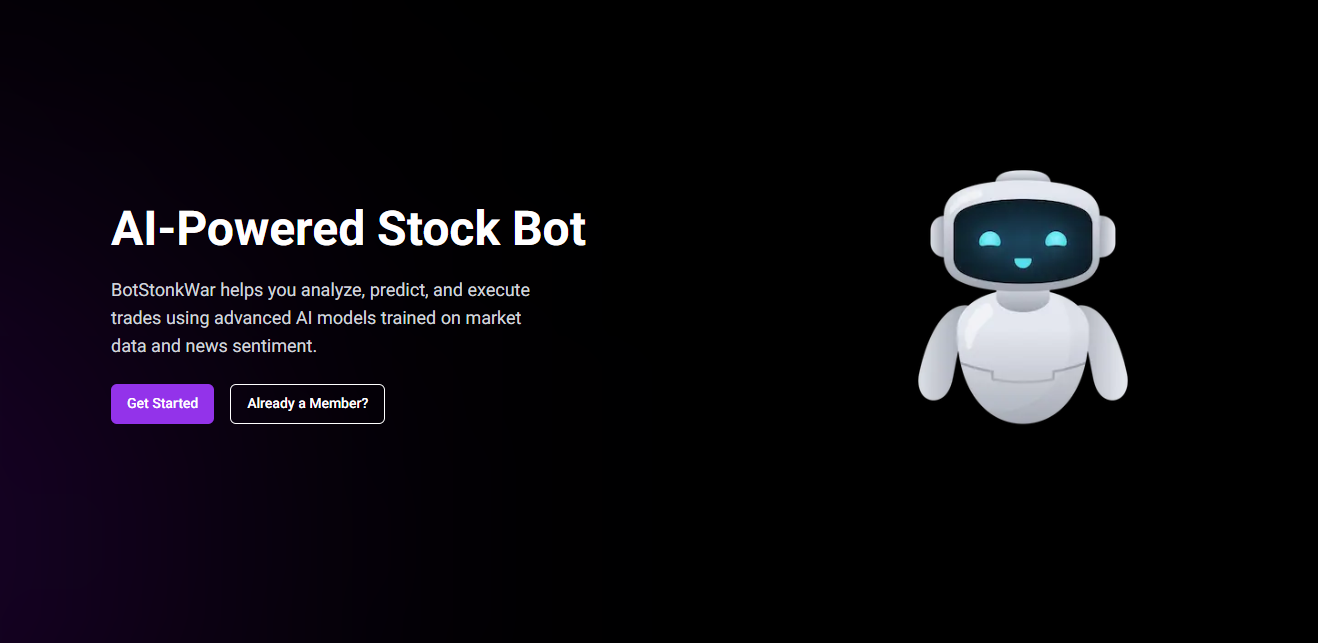 AI-Powered Stock Bot
BotStonkWar helps you analyze, predict, and execute
trades using advanced AI models trained on market
data and news sentiment.
Get Started
Already a Member?